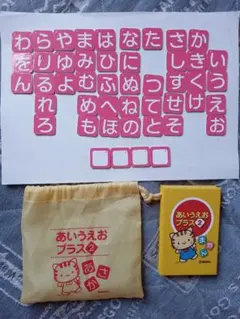 いうえお
かきくけ
さしすせそ
たつてと
なにぬねの
はひふへほ
まみむめも
やゆよ
らりるれろ
わをん
あいうえお
プラス②
あ
さ
か
あいうえお
プラス②